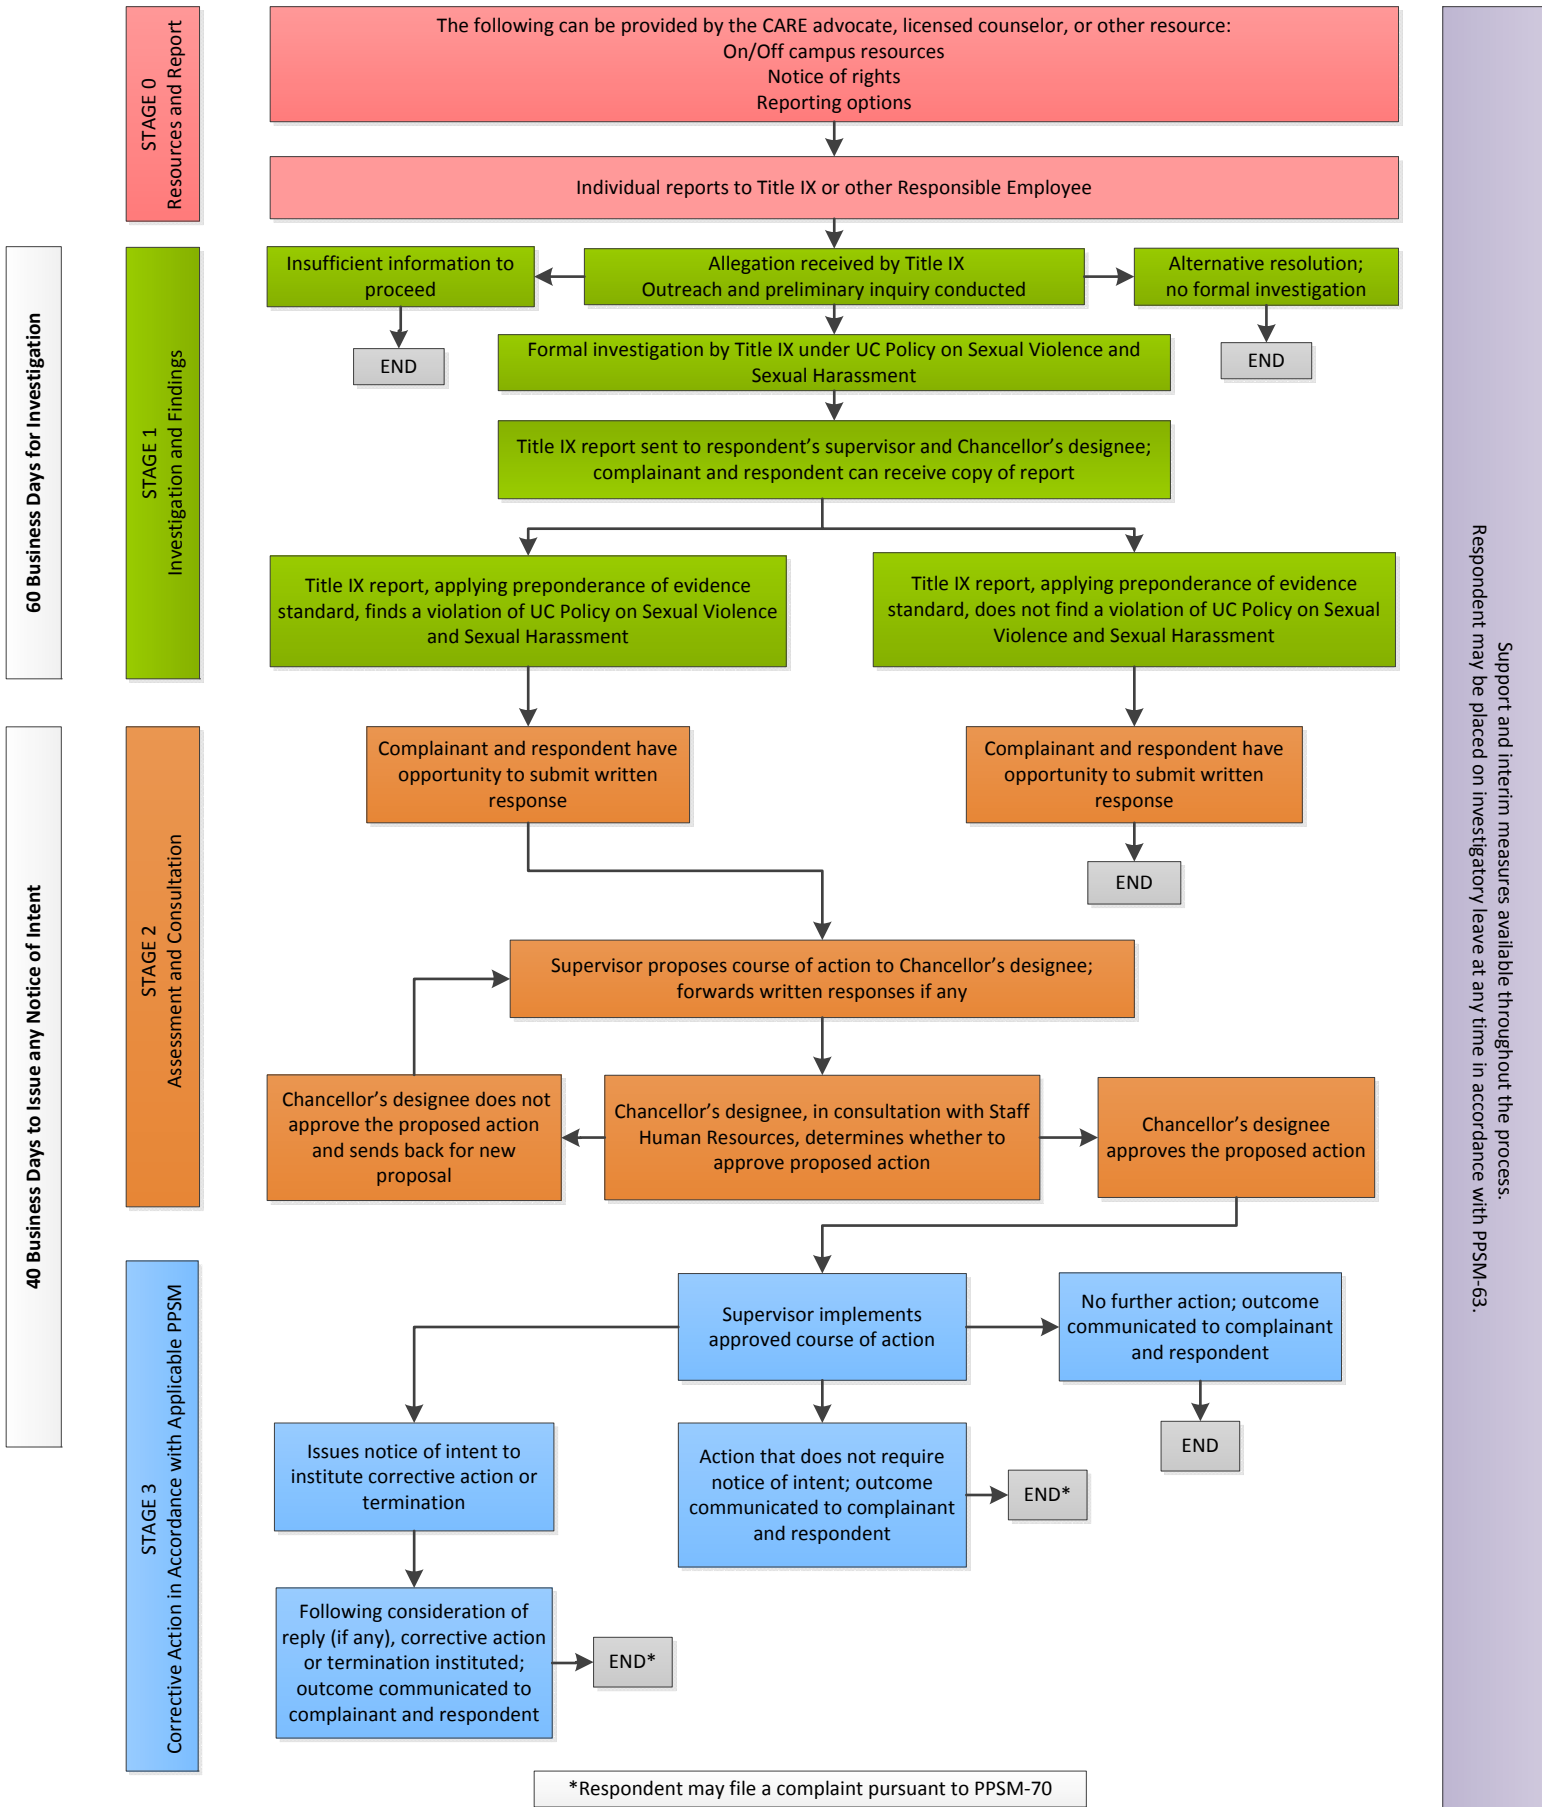 The following can be provided by the CARE advocate, licensed counselor, or other resource:
On/Off campus resources
Notice of rights
Reporting options
STAGE 0
Resources and Report
Individual reports to Title IX or other Responsible Employee
60 Business Days for Investigation
STAGE 1
Investigation and Findings
Insufficient information to
proceed
Allegation received by Title IX
Outreach and preliminary inquiry conducted
Alternative resolution;
no formal investigation
END
Formal investigation by Title IX under UC Policy on Sexual Violence and
Sexual Harassment
END
Title IX report sent to respondent’s supervisor and Chancellor’s designee;
complainant and respondent can receive copy of report
Title IX report, applying preponderance of evidence
standard, finds a violation of UC Policy on Sexual Violence
and Sexual Harassment
Title IX report, applying preponderance of evidence
standard, does not find a violation of UC Policy on Sexual
Violence and Sexual Harassment
40 Business Days to Issue any Notice of Intent
STAGE 2
Assessment and Consultation
Complainant and respondent have
opportunity to submit written
response
Complainant and respondent have
opportunity to submit written
response
END
Supervisor proposes course of action to Chancellor’s designee;
forwards written responses if any
Chancellor’s designee does not
approve the proposed action
and sends back for new
proposal
Chancellor’s designee, in consultation with Staff
Human Resources, determines whether to
approve proposed action
Chancellor’s designee
approves the proposed action
STAGE 3
Corrective Action in Accordance with Applicable PPSM
Supervisor implements
approved course of action
No further action; outcome
communicated to complainant
and respondent
END
Issues notice of intent to
institute corrective action or
termination
Action that does not require
notice of intent; outcome
communicated to complainant
and respondent
END*
Following consideration of
reply (if any), corrective action
or termination instituted;
outcome communicated to
complainant and respondent
END*
*Respondent may file a complaint pursuant to PPSM-70
Support and interim measures available throughout the process.
Respondent may be placed on investigatory leave at any time in accordance with PPSM-63.